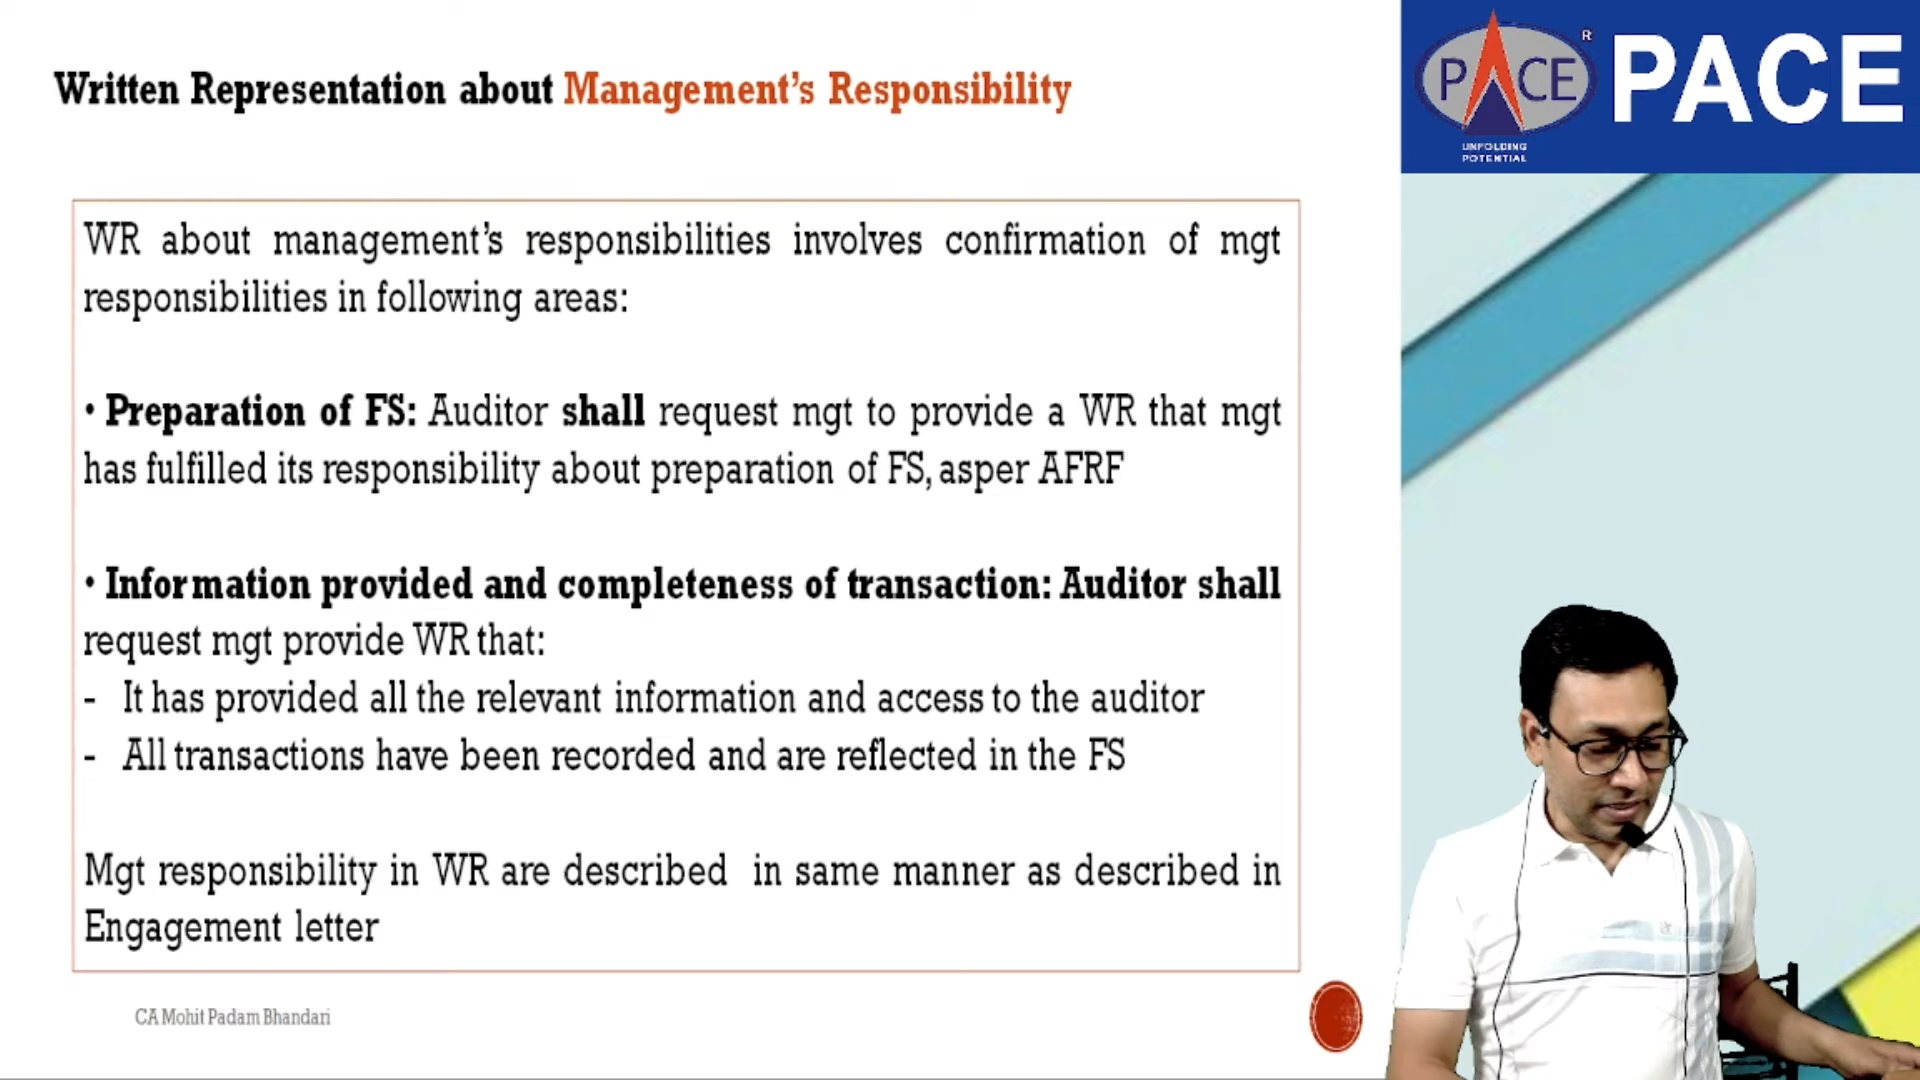 Written Representation about Management's Responsibility
PACE
R
PACE
UNFOLDING
POTENTIAL
WR about management's responsibilities involves confirmation of mgt
responsibilities in following areas:
• Preparation of FS: Auditor shall request mgt to provide a WR that mgt
has fulfilled its responsibility about preparation of FS, asper AFRF
• Information provided and completeness of transaction: Auditor shall
request mgt provide WR that:
- It has provided all the relevant information and access to the auditor
- All transactions have been recorded and are reflected in the FS
Mgt responsibility in WR are described in same manner as described in
Engagement letter
CA Mohit Padam Bhandari